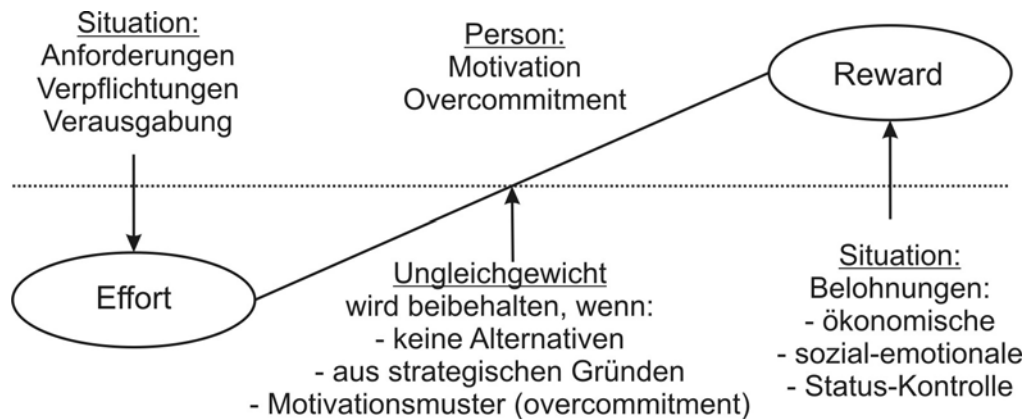 Situation:
Anforderungen
Verpflichtungen
Verausgabung
Person:
Motivation
Overcommitment
Reward
Effort
Ungleichgewicht
wird beibehalten, wenn:
- keine Alternativen
- aus strategischen Gründen
- Motivationsmuster (overcommitment)
Situation:
Belohnungen:
- ökonomische
- sozial-emotionale
- Status-Kontrolle